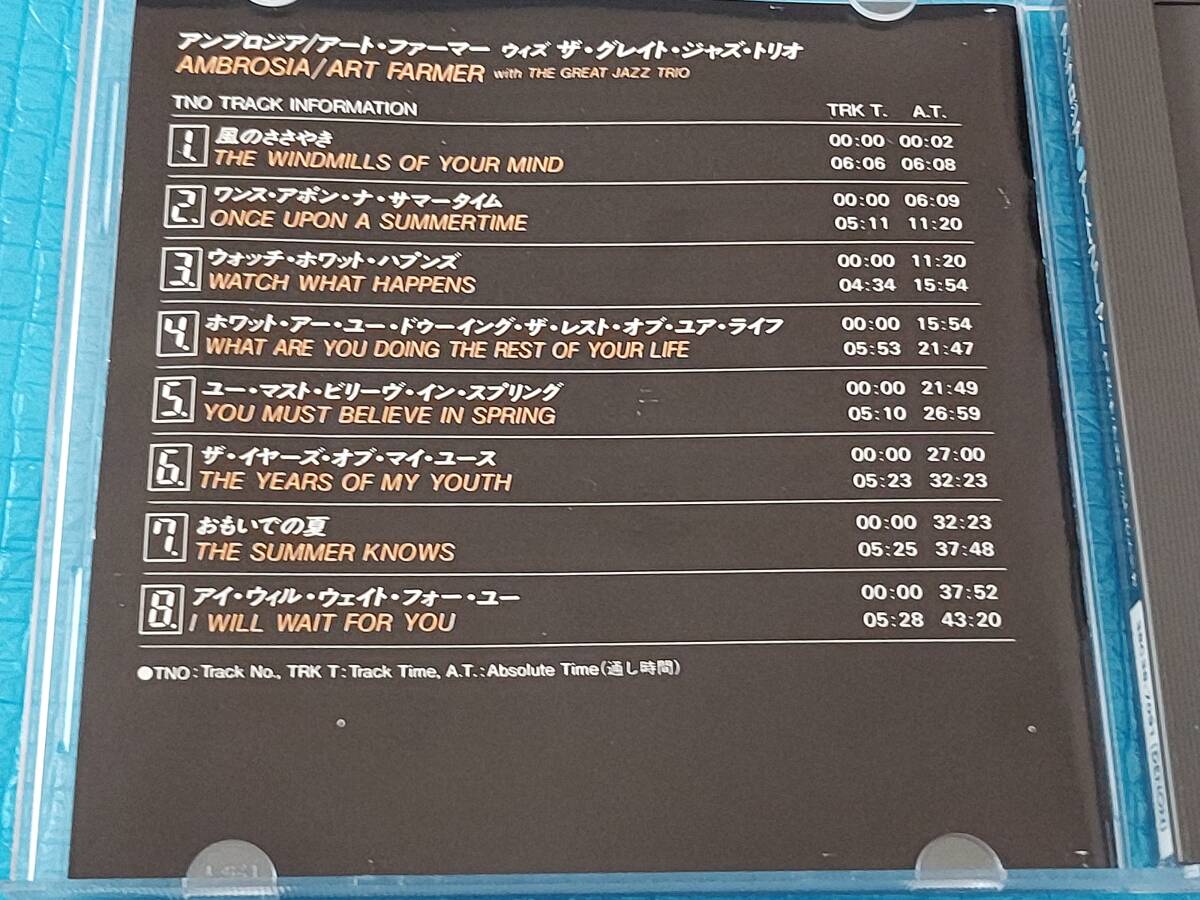 アンブロジア/アート・ファーマー ウィズ ザ・グレイト・ジャズ・トリオ
AMBROSIA/ART FARMER with THE GREAT JAZZ TRIO
TNO TRACK INFORMATION TRK T. A.T.
1. 風のささやき 00:00 00:02
THE WINDMILLS OF YOUR MIND 06:06 06:08
2. ワンス・アポン・ナ・サマータイム 00:00 06:09
ONCE UPON A SUMMERTIME 05:11 11:20
3. ウォッチ・ホワット・ハプンズ 00:00 11:20
WATCH WHAT HAPPENS 04:34 15:54
4. ホワット・アー・ユー・ドゥーイング・ザ・レスト・オブ・ユア・ライフ 00:00 15:54
WHAT ARE YOU DOING THE REST OF YOUR LIFE 05:53 21:47
5. ユー・マスト・ビリーヴ・イン・スプリング 00:00 21:49
YOU MUST BELIEVE IN SPRING 05:10 26:59
6. ザ・イヤーズ・オブ・マイ・ユース 00:00 27:00
THE YEARS OF MY YOUTH 05:23 32:23
7. おもいでの夏 00:00 32:23
THE SUMMER KNOWS 05:25 37:48
8. アイ・ウィル・ウェイト・フォー・ユー 00:00 37:52
I WILL WAIT FOR YOU 05:28 43:20
●TNO:Track No., TRK T:Track Time, A.T.:Absolute Time(通し時間)